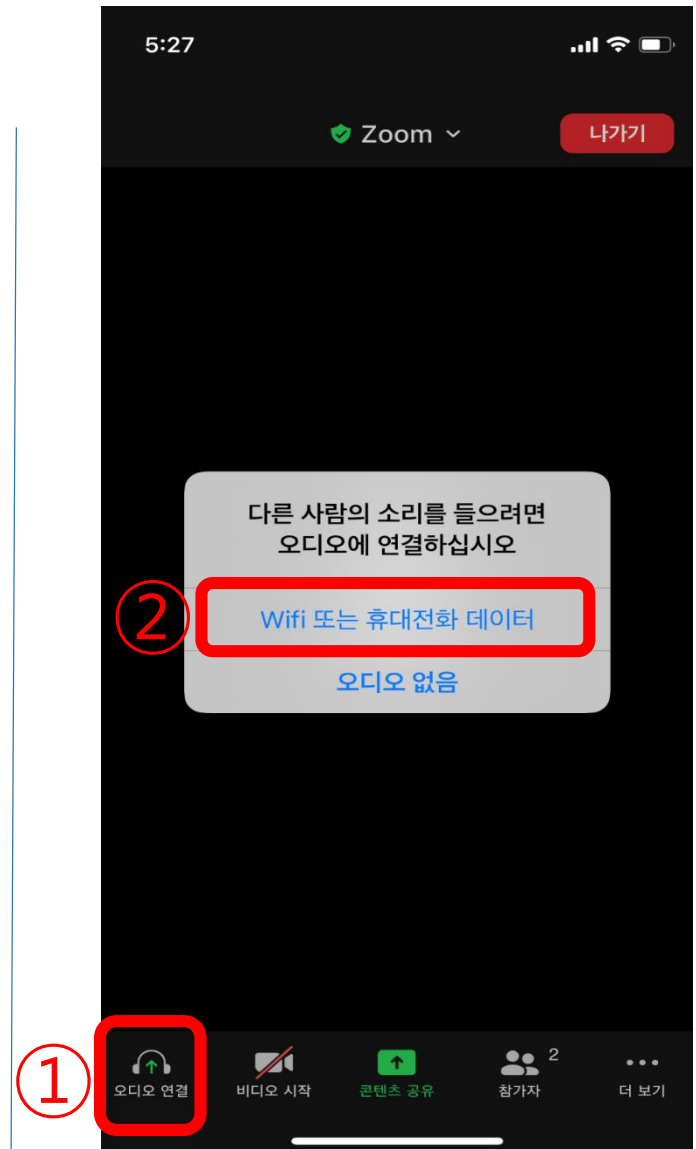 5:27
Zoom
나가기
다른 사람의 소리를 들으려면
오디오에 연결하십시오
② Wifi 또는 휴대전화 데이터
오디오 없음
2
① 오디오 연결 비디오 시작 콘텐츠 공유 참가자 더 보기